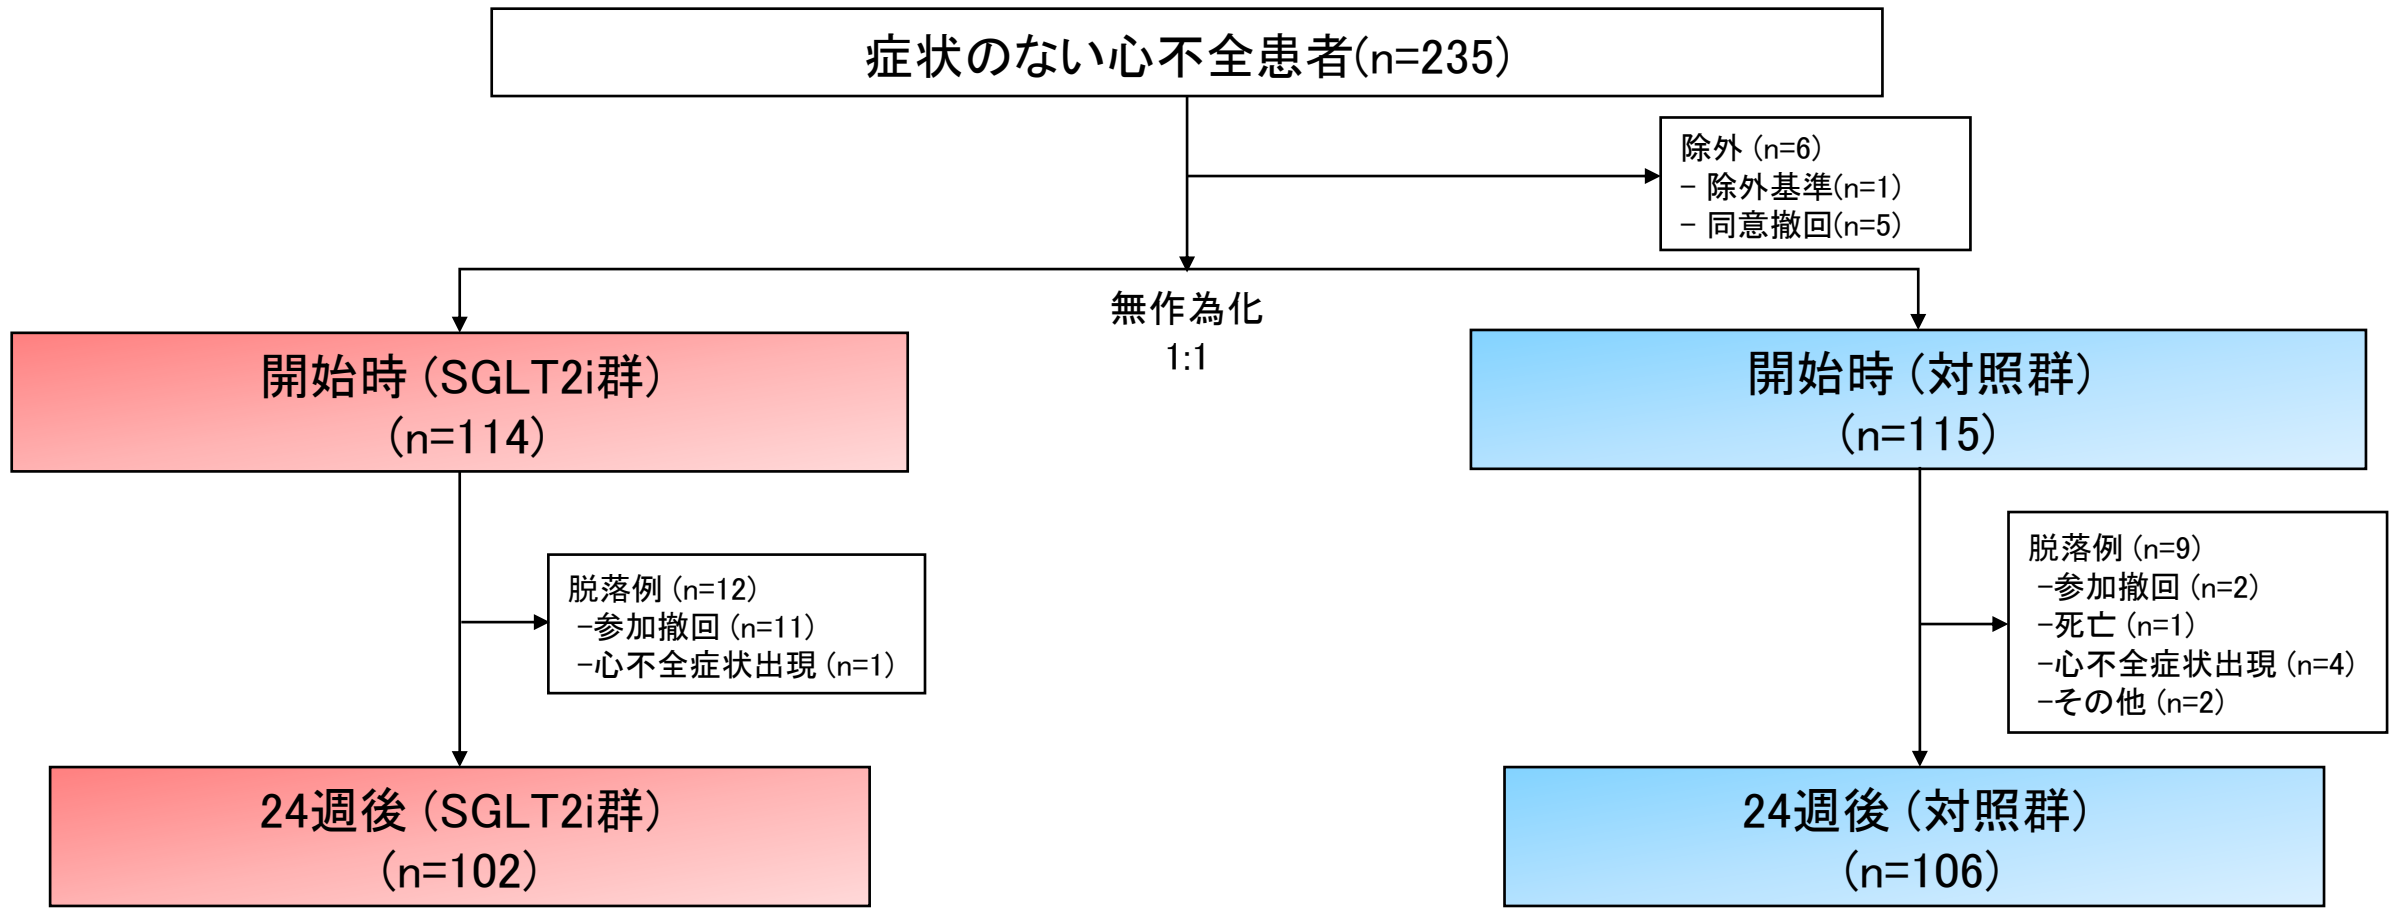 症状のない心不全患者(n=235)
除外 (n=6)
- 除外基準(n=1)
- 同意撤回(n=5)
無作為化
1:1
開始時 (SGLT2i群)
(n=114)
開始時 (対照群)
(n=115)
脱落例 (n=12)
-参加撤回 (n=11)
-心不全症状出現 (n=1)
脱落例 (n=9)
-参加撤回 (n=2)
-死亡 (n=1)
-心不全症状出現 (n=4)
-その他 (n=2)
24週後 (SGLT2i群)
(n=102)
24週後 (対照群)
(n=106)